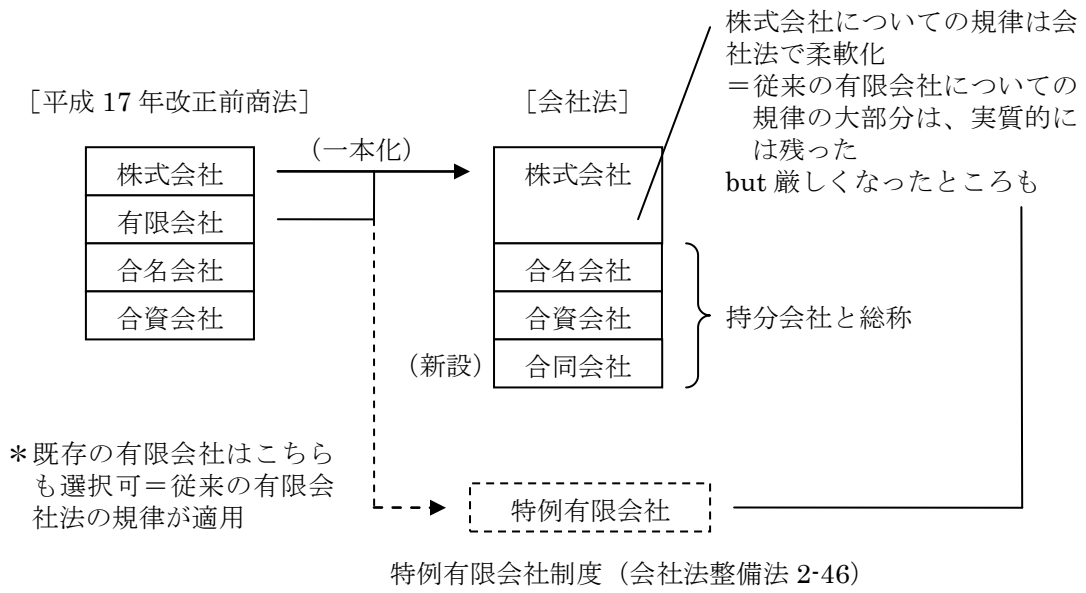 株式会社についての規律は会
社法で柔軟化
＝従来の有限会社についての
規律の大部分は、実質的に
は残った
but 厳しくなったところも
［平成 17 年改正前商法］
［会社法］
（一本化）
株式会社
有限会社
合名会社
合資会社
株式会社
合名会社
合資会社
（新設）
合同会社
持分会社と総称
＊既存の有限会社はこちら
も選択可＝従来の有限会
社法の規律が適用
特例有限会社
特例有限会社制度（会社法整備法 2-46）